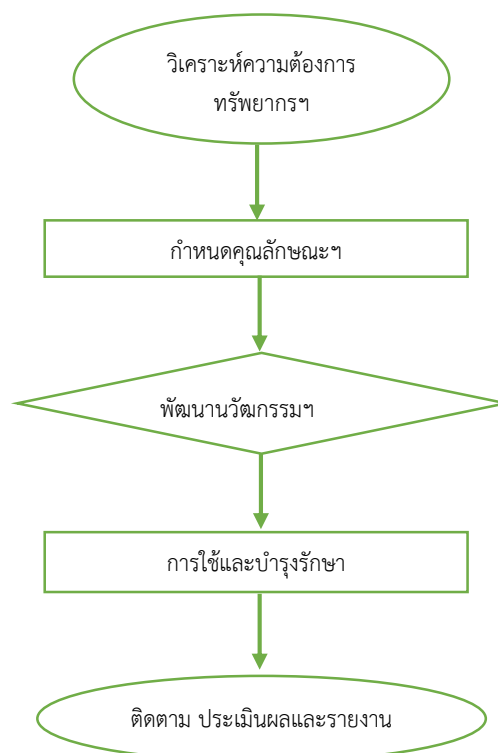 วิเคราะห์ความต้องการ
ทรัพยากรฯ
กำหนดคุณลักษณะฯ
พัฒนานวัฒกรรมฯ
การใช้และบำรุงรักษา
ติดตาม ประเมินผลและรายงาน